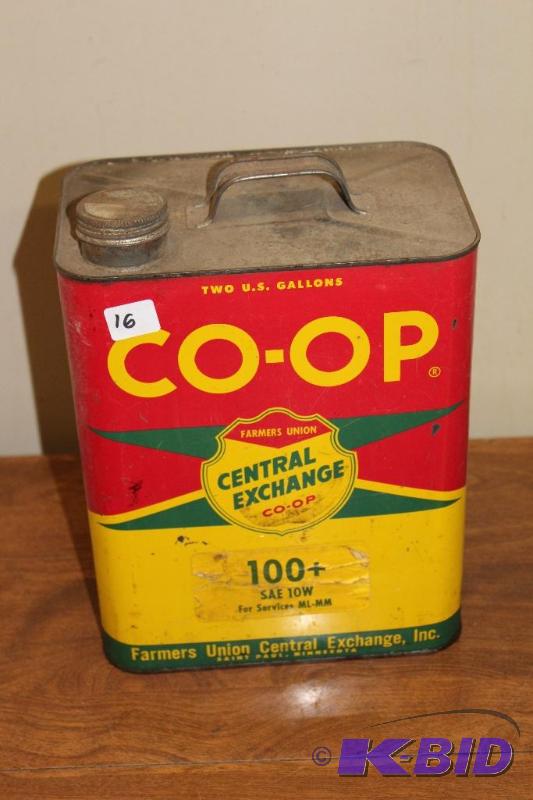 TWO U.S. GALLONS
16
CO-OP®
FARMERS UNION
CENTRAL
EXCHANGE
CO-OP
100+
SAE 10W
For Services ML-MM
Farmers Union Central Exchange, Inc.
SAINT PAUL, MINNESOTA
© K-BID